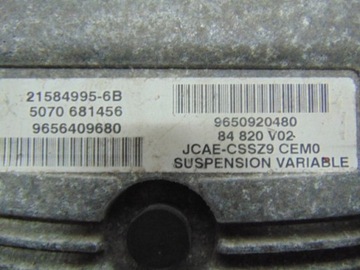 21584995-6B
5070 681456
9656409680
9650920480
84 820 V02
JCAE-CSSZ9 CEM0
SUSPENSION VARIABLE